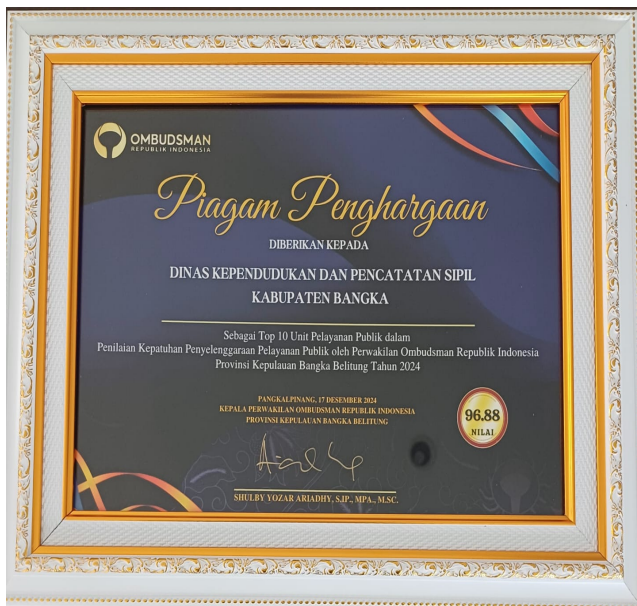 OMBUDSMAN
REPUBLIK INDONESIA
Piagam Penghargaan
DIBERIKAN KEPADA
DINAS KEPENDUDUKAN DAN PENCATATAN SIPIL
KABUPATEN BANGKA
Sebagai Top 10 Unit Pelayanan Publik dalam
Penilaian Kepatuhan Penyelenggaraan Pelayanan Publik oleh Perwakilan Ombudsman Republik Indonesia
Provinsi Kepulauan Bangka Belitung Tahun 2024
PANGKALPINANG, 17 DESEMBER 2024
KEPALA PERWAKILAN OMBUDSMAN REPUBLIK INDONESIA
PROVINSI KEPULAUAN BANGKA BELITUNG
96.88
NILAI
SHULBY YOZAR ARIADHY, S.IP., MPA., M.SC.